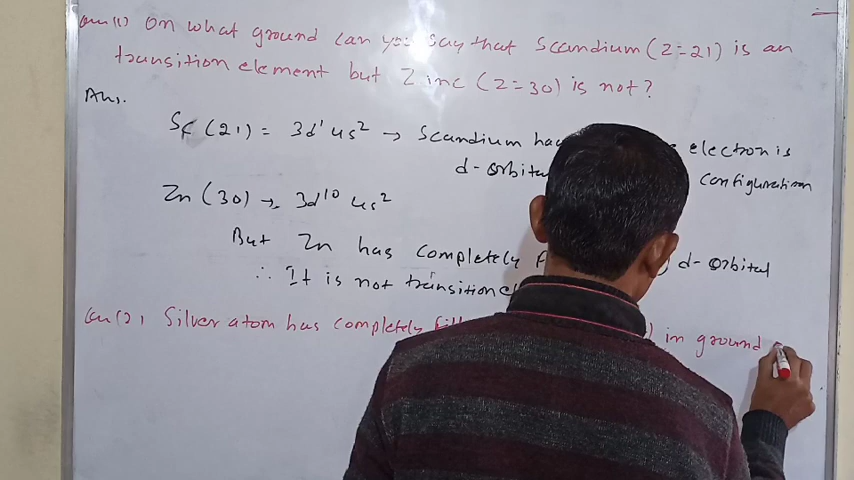 Qu(1) On what ground can you say that Scandium (Z=21) is an
transition element but Zinc (Z=30) is not?
Ans.
Sc (21) = 3d¹ 4s² → Scandium electronis
d-orbital configuration
Zn (30) → 3d¹⁰ 4s²
But Zn has completely d-orbital
∴ It is not transition
Qu(2) Silver atom has completely in ground